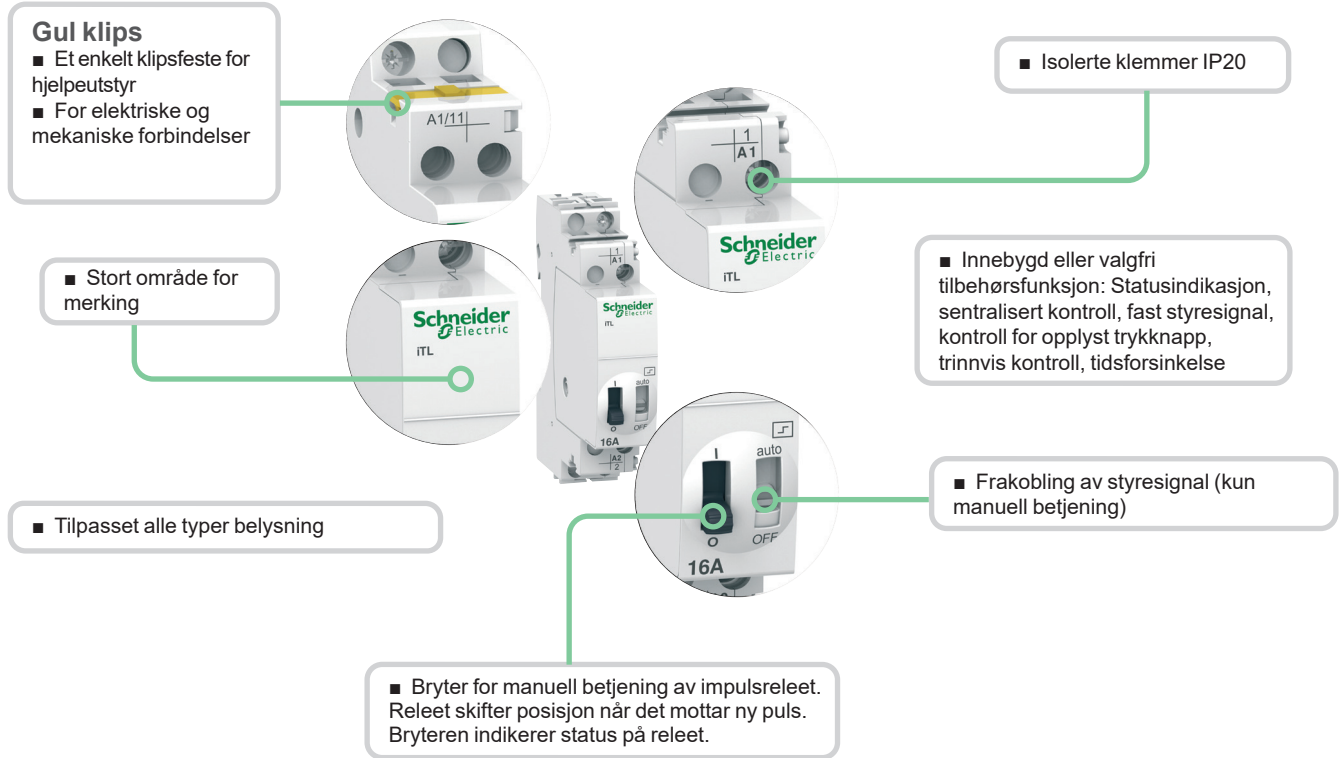 Gul klips
■ Et enkelt klipsfeste for
hjelpeutstyr
■ For elektriske og
mekaniske forbindelser
A1/11
■ Isolerte klemmer IP20
1
A1
Schneider
Electric
iTL
■ Stort område for
merking
Schneider
Electric
iTL
1
A1
Schneider
Electric
iTL
auto
I
O
OFF
16A
A2
2
■ Innebygd eller valgfri
tilbehørsfunksjon: Statusindikasjon,
sentralisert kontroll, fast styresignal,
kontroll for opplyst trykknapp,
trinnvis kontroll, tidsforsinkelse
■ Tilpasset alle typer belysning
I
auto
O
OFF
16A
■ Frakobling av styresignal (kun
manuell betjening)
■ Bryter for manuell betjening av impulsreleet.
Releet skifter posisjon når det mottar ny puls.
Bryteren indikerer status på releet.